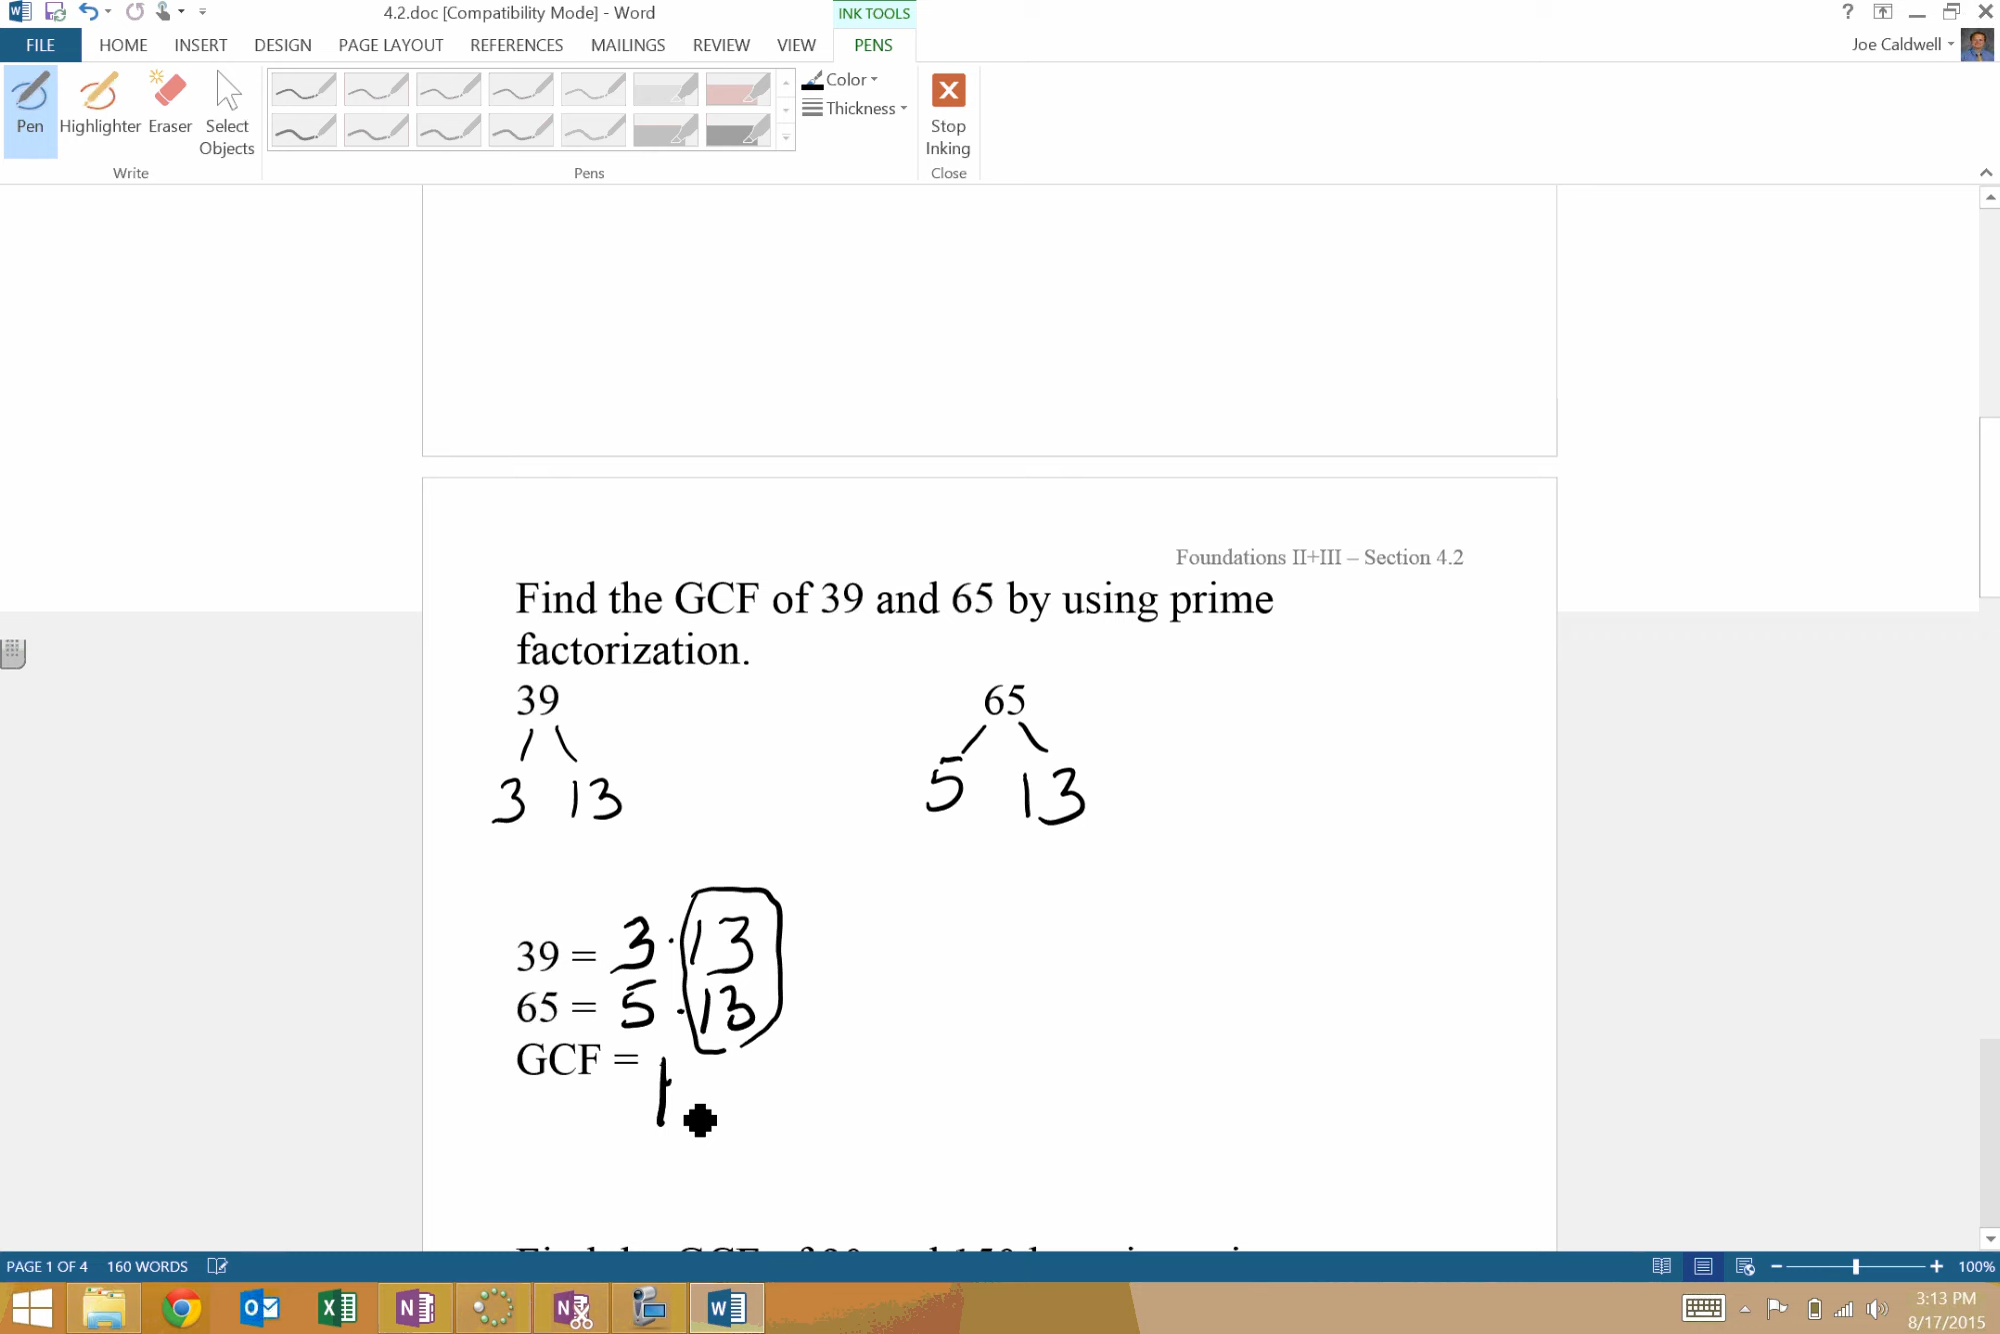 4.2.doc [Compatibility Mode] - Word
INK TOOLS
?
FILE HOME INSERT DESIGN PAGE LAYOUT REFERENCES MAILINGS REVIEW VIEW PENS
Joe Caldwell
Pen Highlighter Eraser Select Objects
Color
Thickness
Stop Inking
Write Pens Close
Foundations II+III – Section 4.2
Find the GCF of 39 and 65 by using prime
factorization.
39 65
3 13 5 13
39 = 3 · 13
65 = 5 · 13
GCF = 1
PAGE 1 OF 4 160 WORDS
100%
3:13 PM
8/17/2015